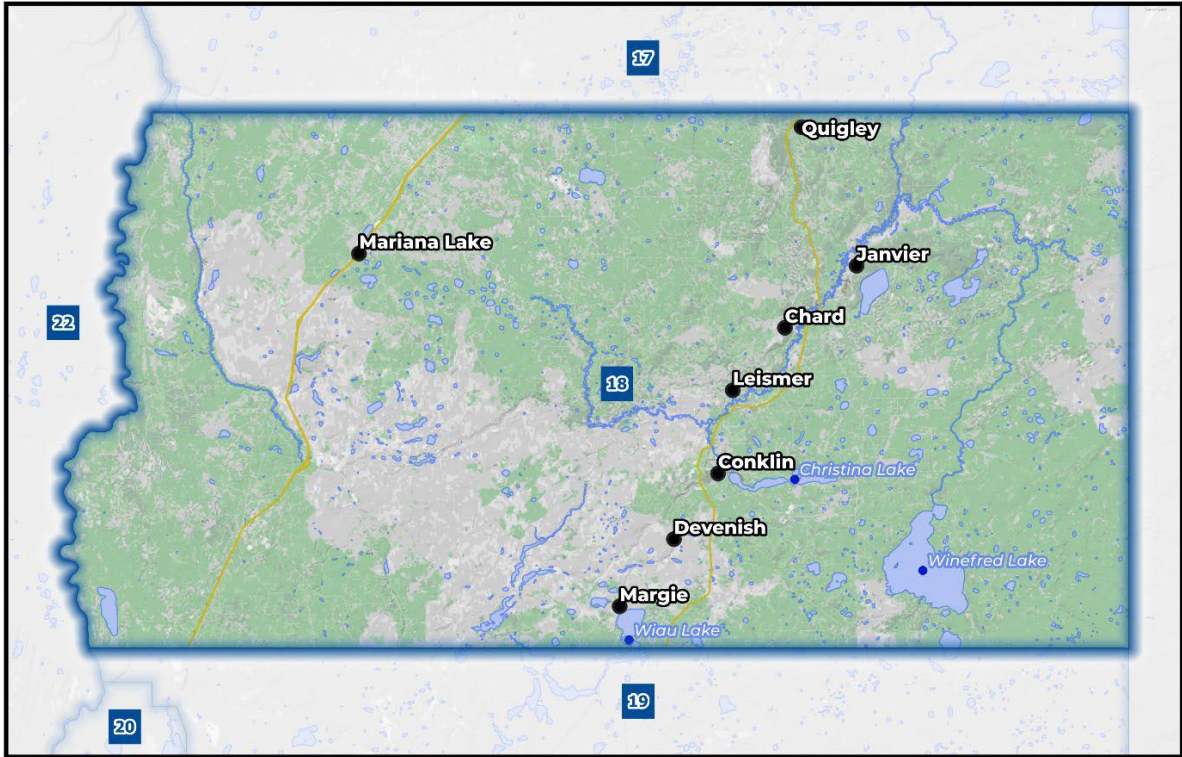 17
Quigley
Mariana Lake
Janvier
22
Chard
18
Leismer
Conklin
Christina Lake
Devenish
Winefred Lake
Margie
Wiau Lake
19
20